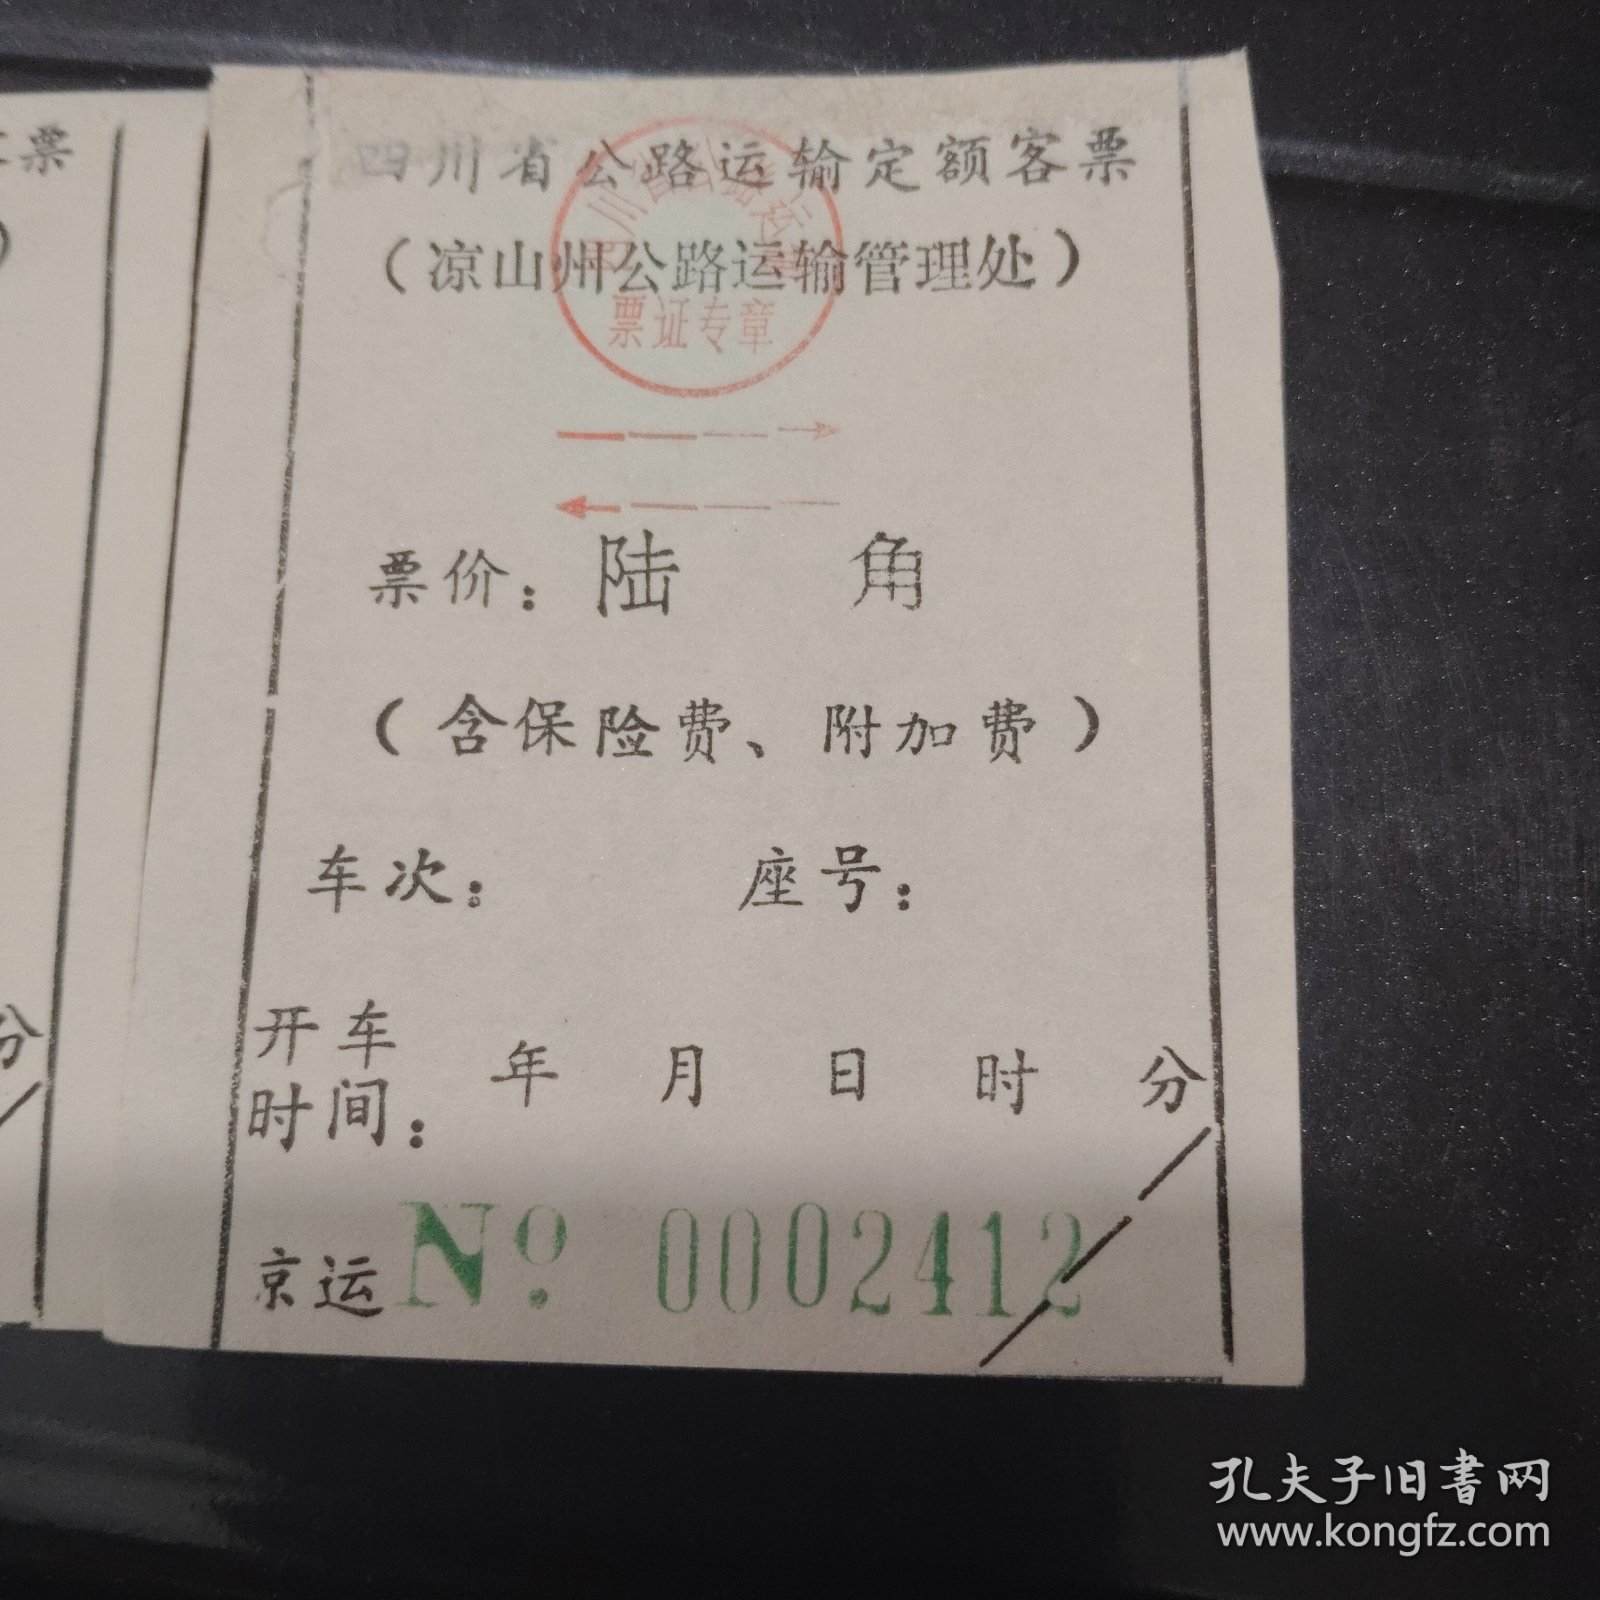 四川省公路运输定额客票
（凉山州公路运输管理处）
票证专章
票价：陆 角
（含保险费、附加费）
车次： 座号：
开车时间： 年 月 日 时 分
京运 No 0002412
票
）
分
孔夫子旧书网
www.kongfz.com